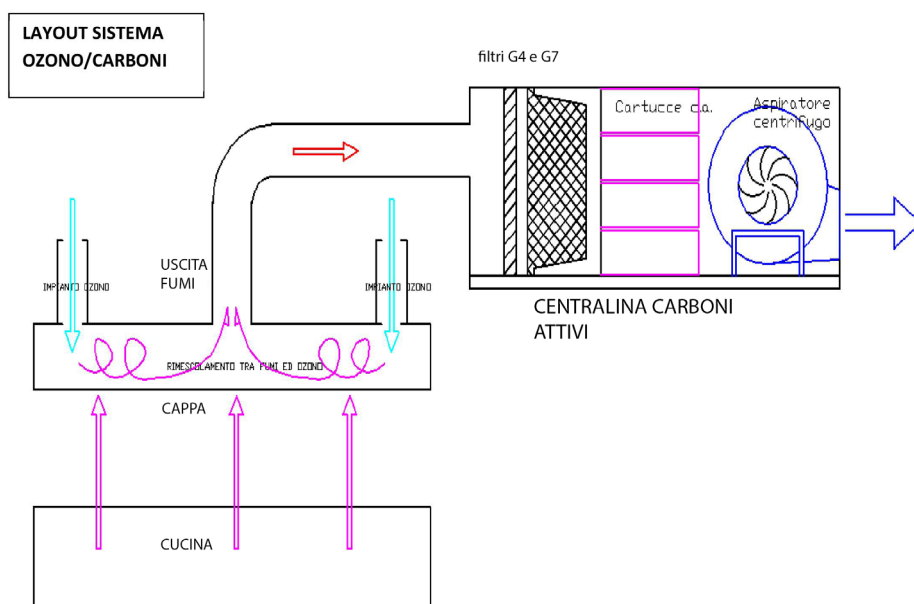 LAYOUT SISTEMA
OZONO/CARBONI
filtri G4 e G7
Cartucce c.a.
Aspiratore
centrifugo
USCITA
FUMI
IMPIANTO OZONO
IMPIANTO OZONO
CENTRALINA CARBONI
ATTIVI
RIMESCOLAMENTO TRA FUMI ED OZONO
CAPPA
CUCINA